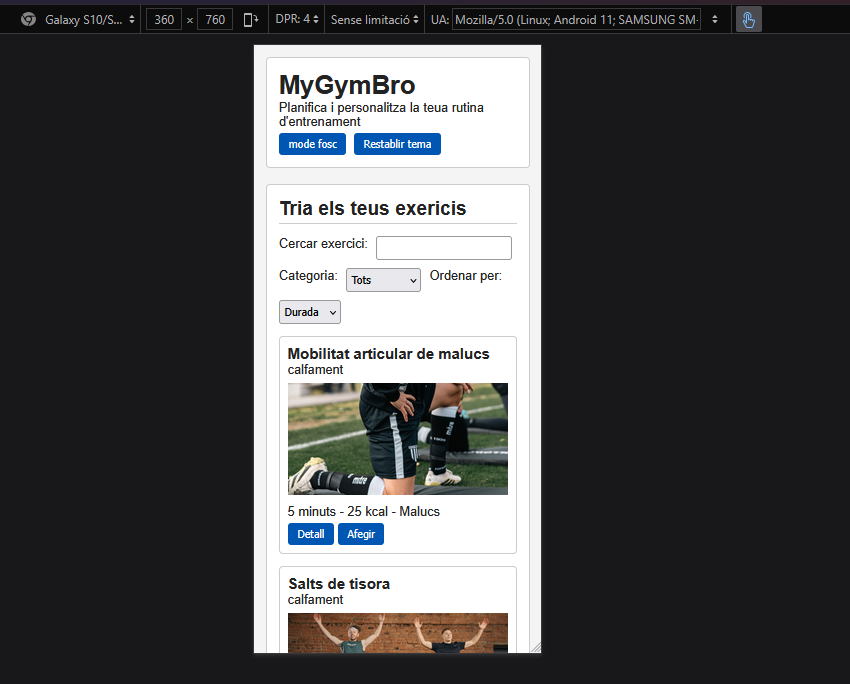 Galaxy S10/S... 360 × 760 DPR: 4 Sense limitació UA: Mozilla/5.0 (Linux; Android 11; SAMSUNG SM-
MyGymBro
Planifica i personalitza la teua rutina
d'entrenament
mode fosc Restablir tema
Tria els teus exericis
Cercar exercici:
Categoria: Tots Ordenar per:
Durada
Mobilitat articular de malucs
calfament
5 minuts - 25 kcal - Malucs
Detall Afegir
Salts de tisora
calfament